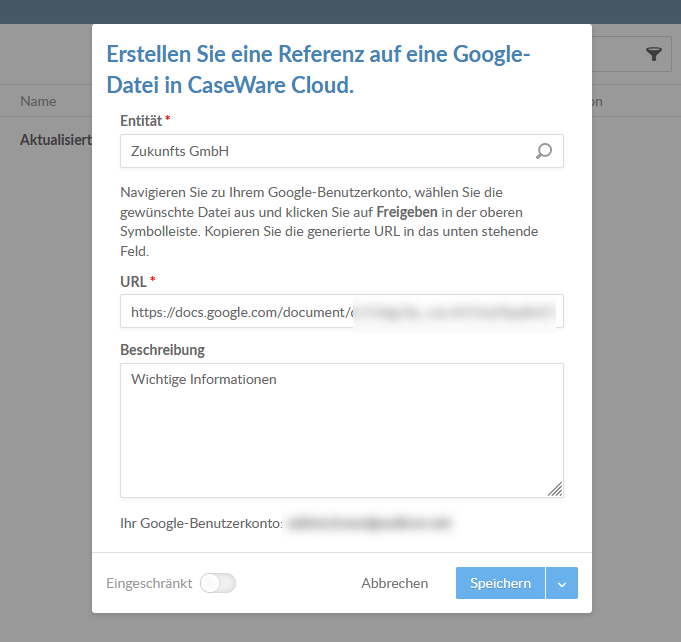 Erstellen Sie eine Referenz auf eine Google-
Datei in CaseWare Cloud.
Name
on
Aktualisiert
Entität *
Zukunfts GmbH
Navigieren Sie zu Ihrem Google-Benutzerkonto, wählen Sie die
gewünschte Datei aus und klicken Sie auf Freigeben in der oberen
Symbolleiste. Kopieren Sie die generierte URL in das unten stehende
Feld.
URL *
https://docs.google.com/document/
Beschreibung
Wichtige Informationen
Ihr Google-Benutzerkonto:
Eingeschränkt
Abbrechen
Speichern